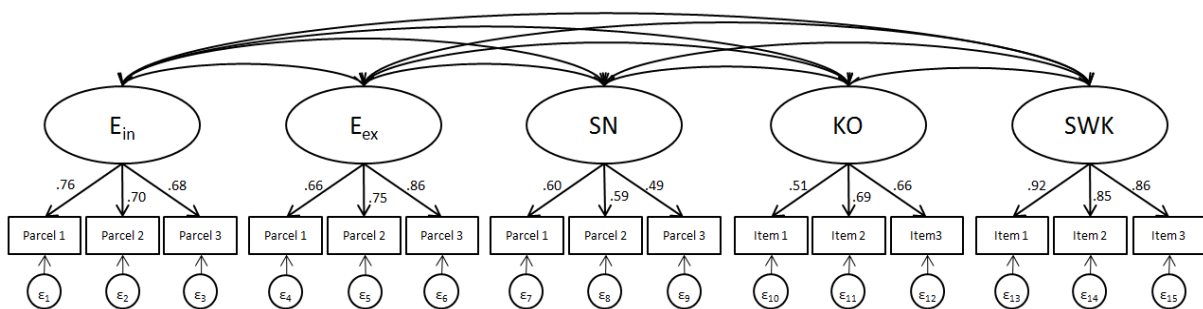 E_in E_ex SN KO SWK
.76 .70 .68 .66 .75 .86 .60 .59 .49 .51 .69 .66 .92 .85 .86
Parcel 1 Parcel 2 Parcel 3 Parcel 1 Parcel 2 Parcel 3 Parcel 1 Parcel 2 Parcel 3 Item 1 Item 2 Item3 Item 1 Item 2 Item 3
ε₁ ε₂ ε₃ ε₄ ε₅ ε₆ ε₇ ε₈ ε₉ ε₁₀ ε₁₁ ε₁₂ ε₁₃ ε₁₄ ε₁₅